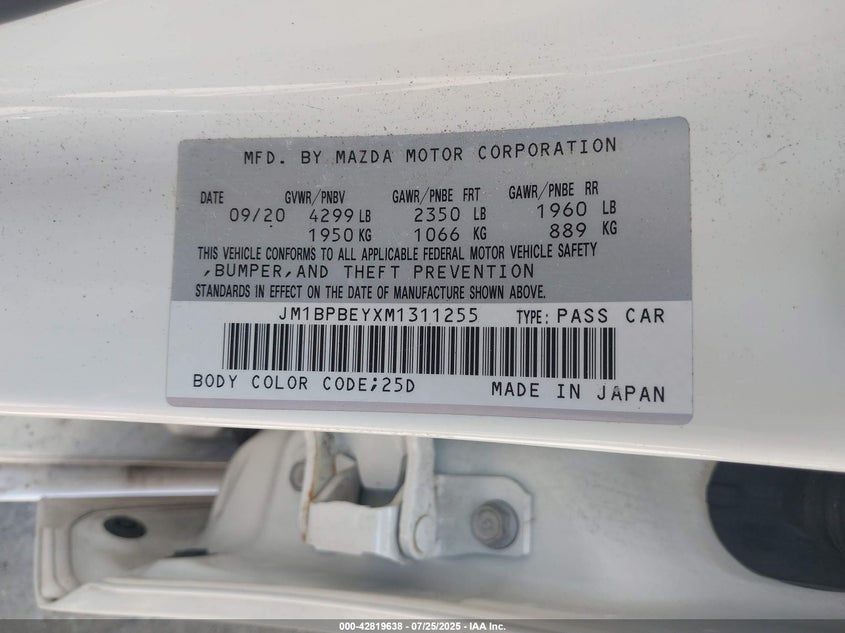 MFD. BY MAZDA MOTOR CORPORATION
DATE GVWR/PNBV GAWR/PNBE FRT GAWR/PNBE RR
09/20 4299 LB 2350 LB 1960 LB
1950 KG 1066 KG 889 KG
THIS VEHICLE CONFORMS TO ALL APPLICABLE FEDERAL MOTOR VEHICLE SAFETY
,BUMPER,AND THEFT PREVENTION
STANDARDS IN EFFECT ON THE DATE OF MANUFACTURE SHOWN ABOVE.
JM1BPBEYXM1311255 TYPE: PASS CAR
BODY COLOR CODE;25D MADE IN JAPAN
000-42819638 - 07/25/2025 - IAA Inc.